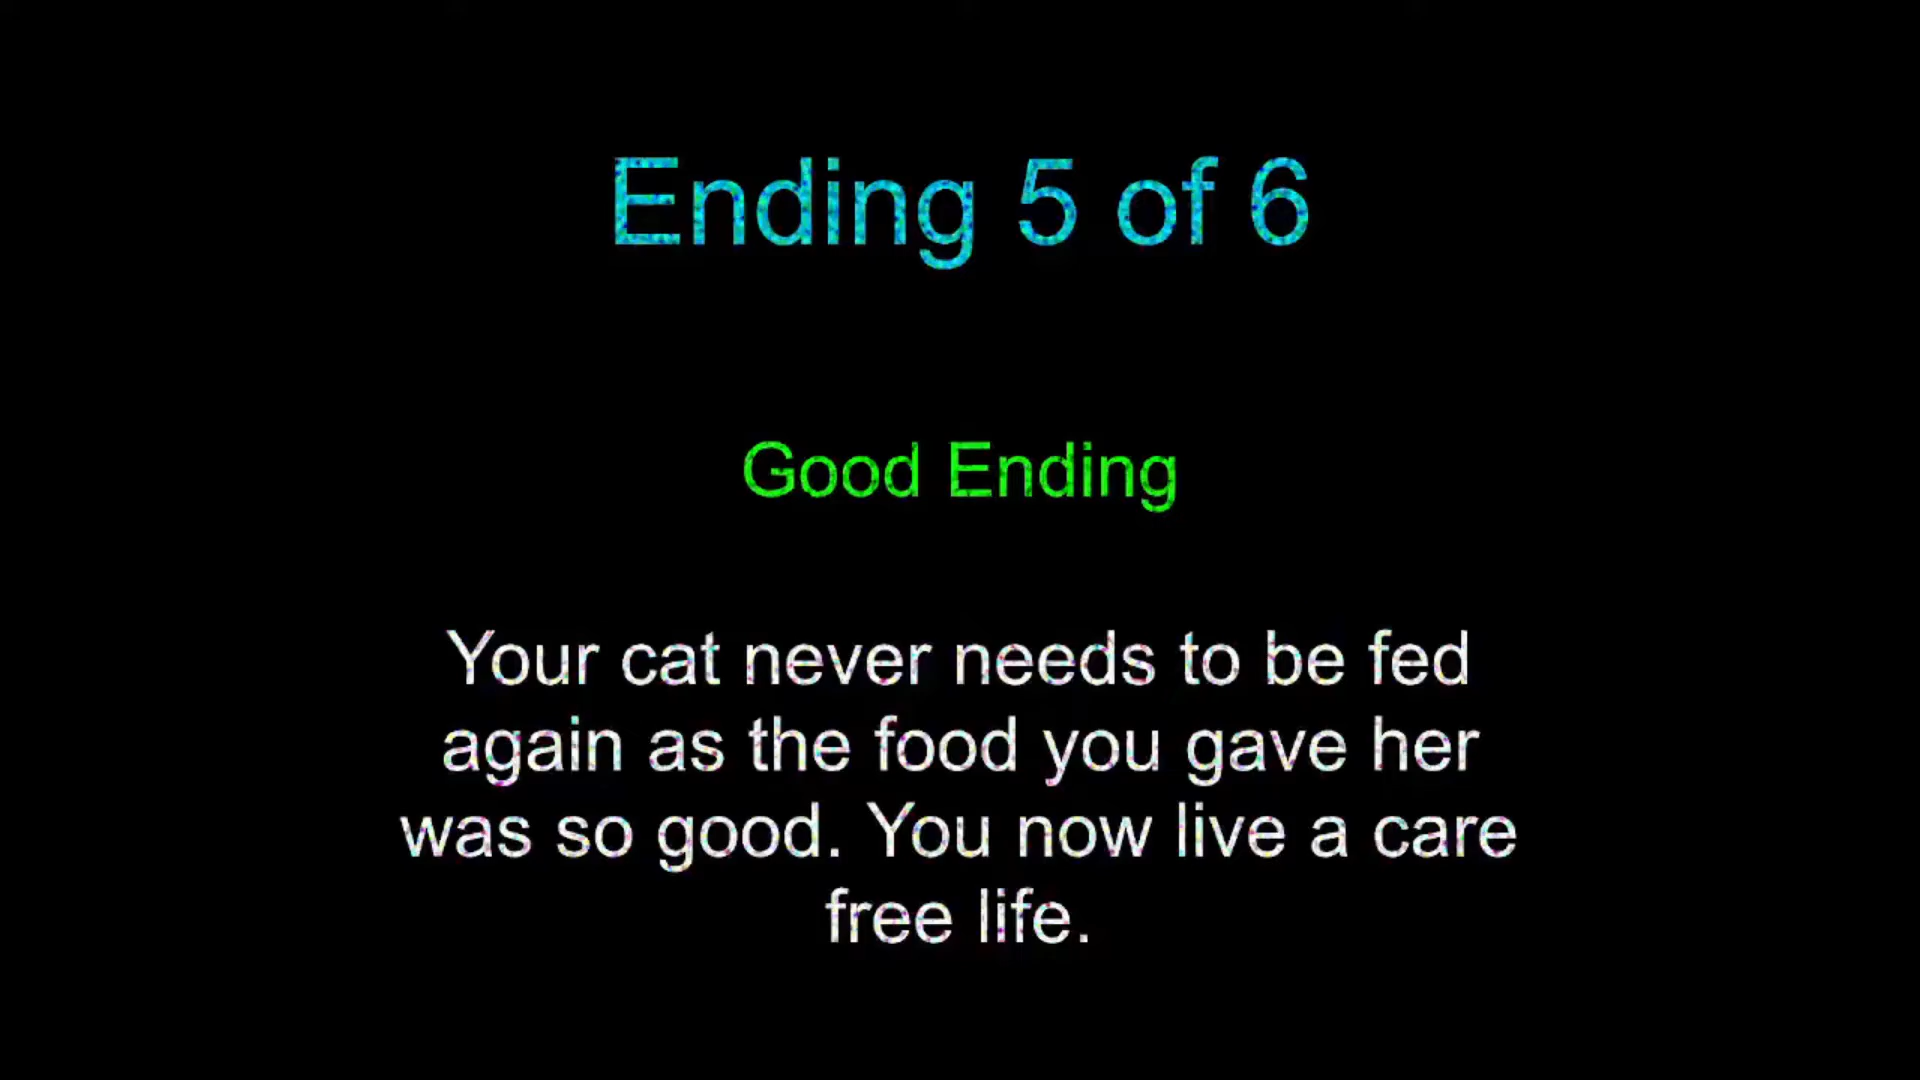 Ending 5 of 6
Good Ending
Your cat never needs to be fed
again as the food you gave her
was so good. You now live a care
free life.